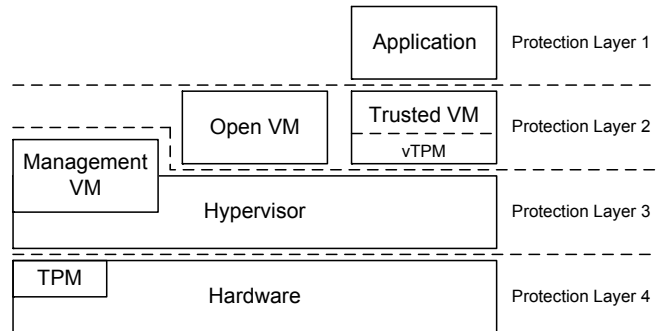 Application
Protection Layer 1
Open VM
Trusted VM
vTPM
Protection Layer 2
Management
VM
Hypervisor
Protection Layer 3
TPM
Hardware
Protection Layer 4